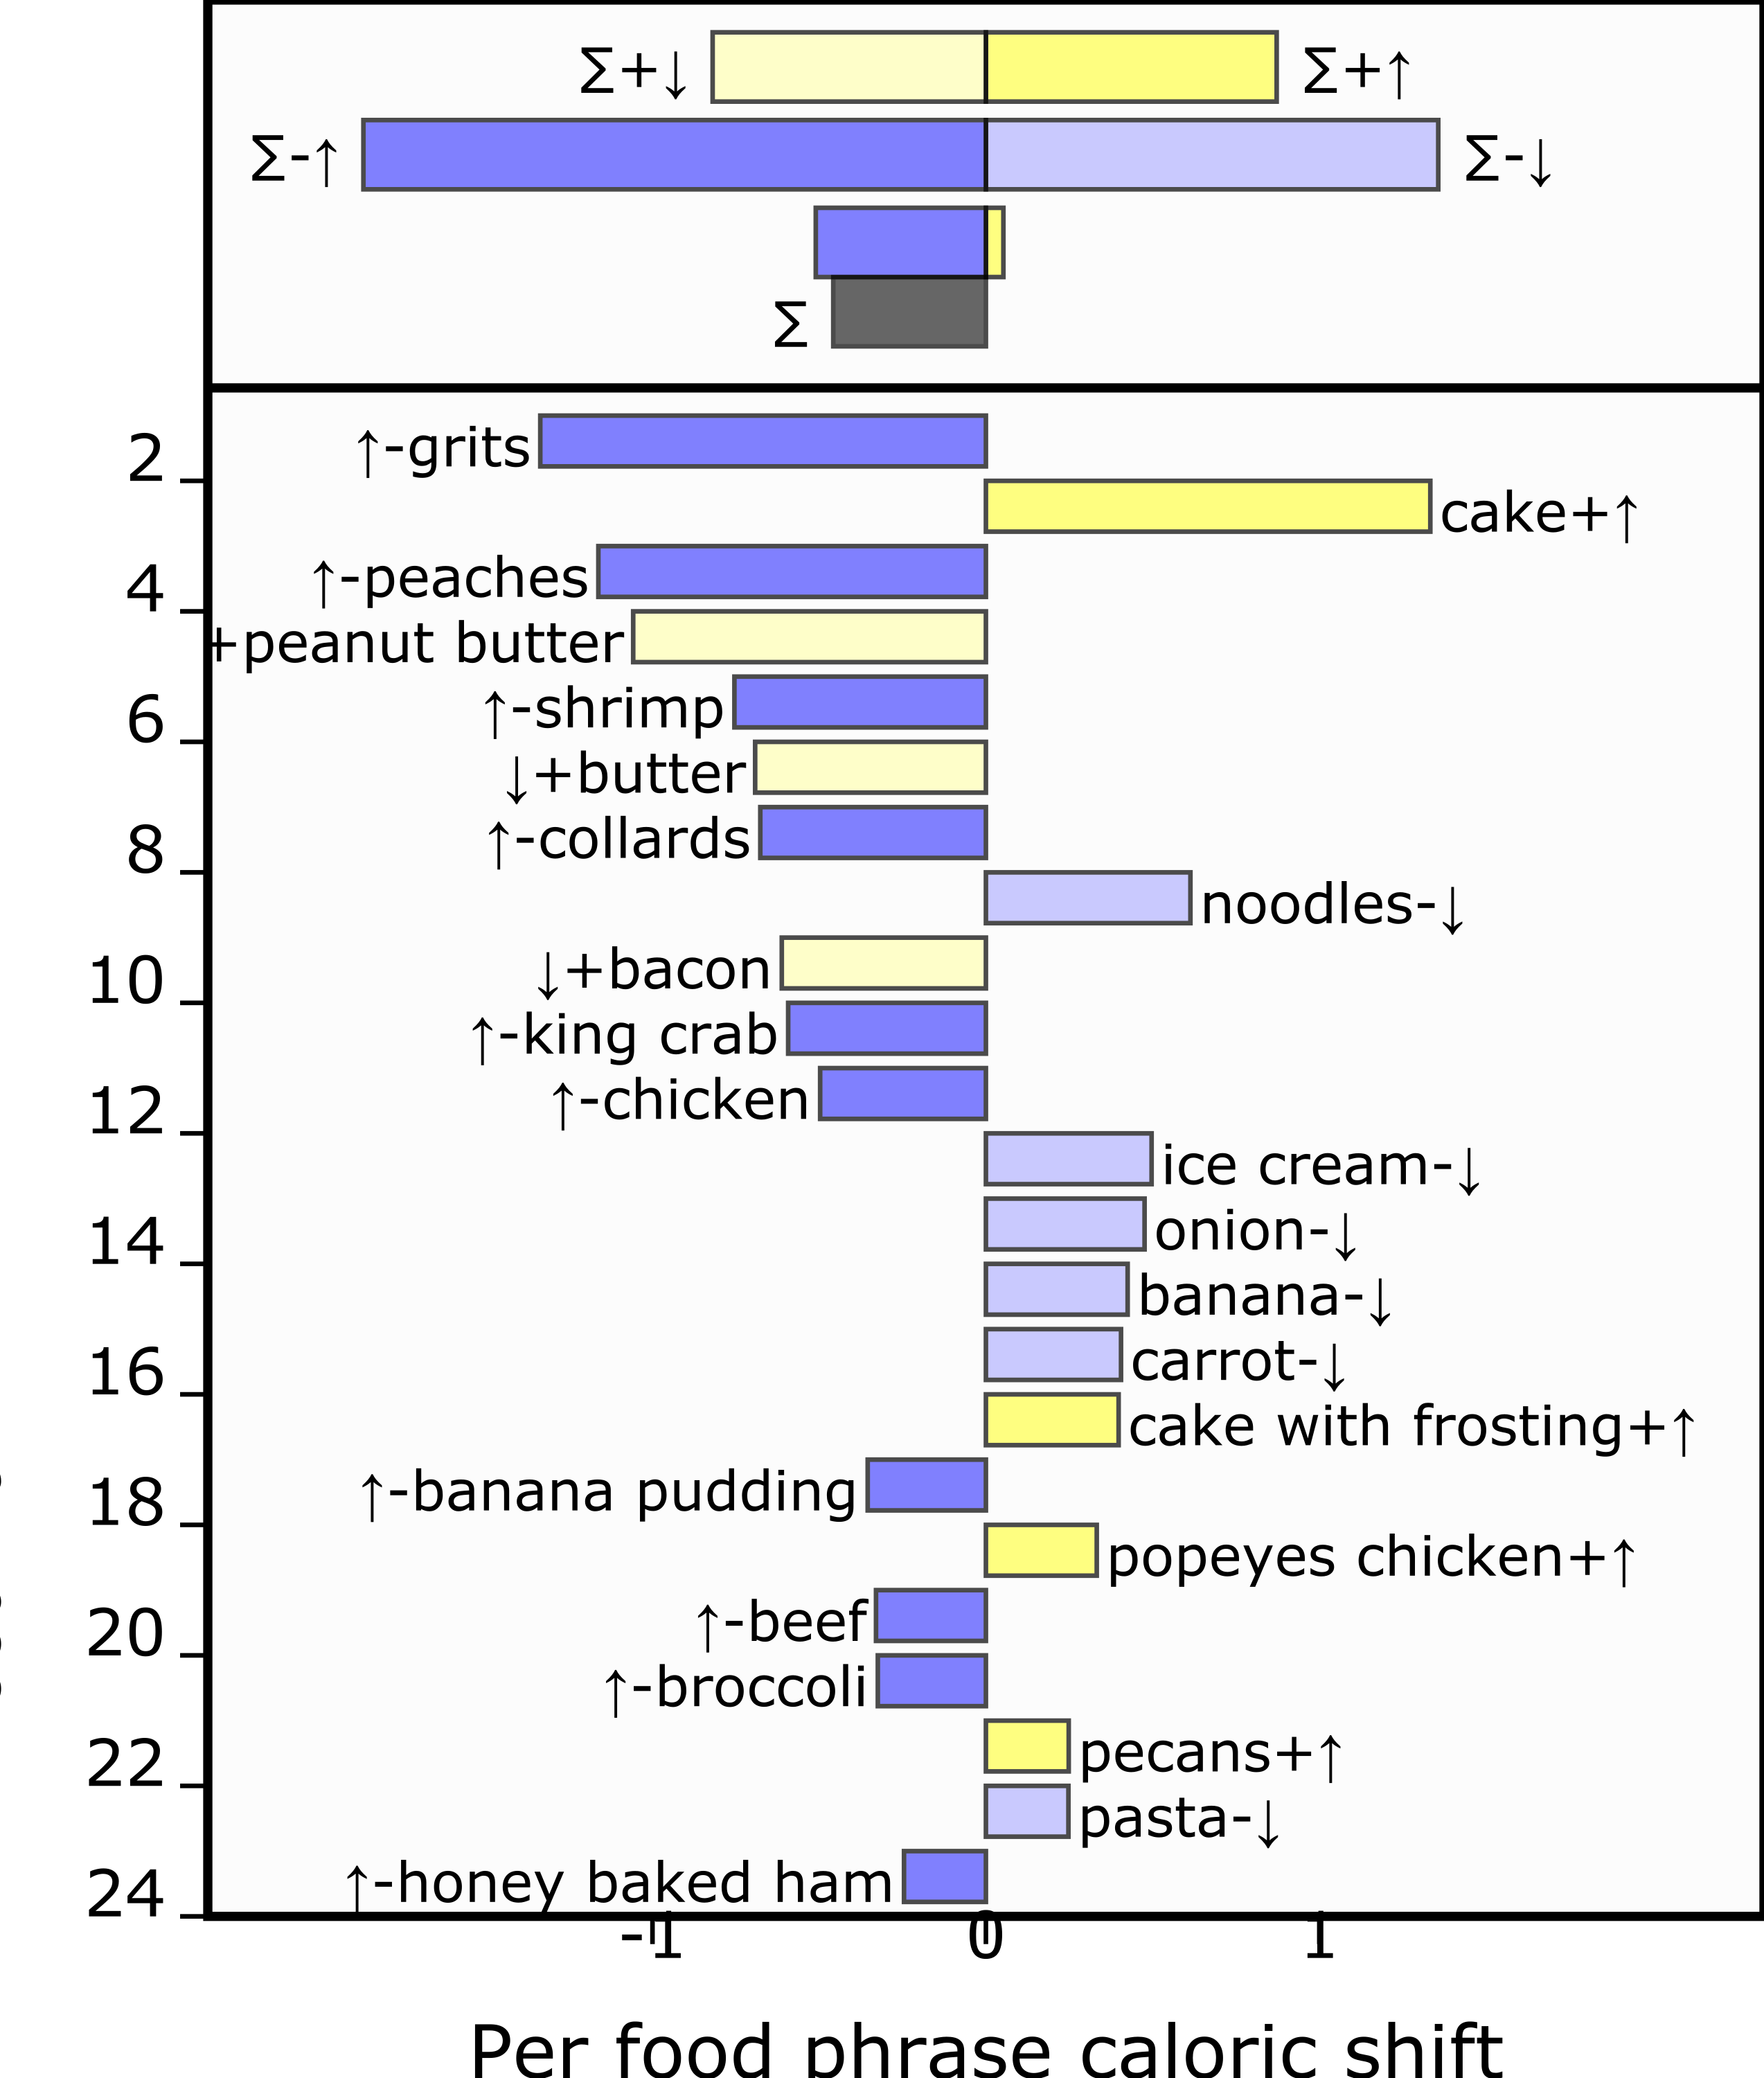 ∑+↓ ∑+↑
∑-↑ ∑-↓
∑
2
↑-grits
cake+↑
4
↑-peaches
+peanut butter
6
↑-shrimp
↓+butter
8
↑-collards
noodles-↓
10
↓+bacon
↑-king crab
12
↑-chicken
ice cream-↓
14
onion-↓
banana-↓
16
carrot-↓
cake with frosting+↑
18
↑-banana pudding
popeyes chicken+↑
20
↑-beef
↑-broccoli
22
pecans+↑
pasta-↓
24
↑-honey baked ham
-1 0 1
Per food phrase caloric shift